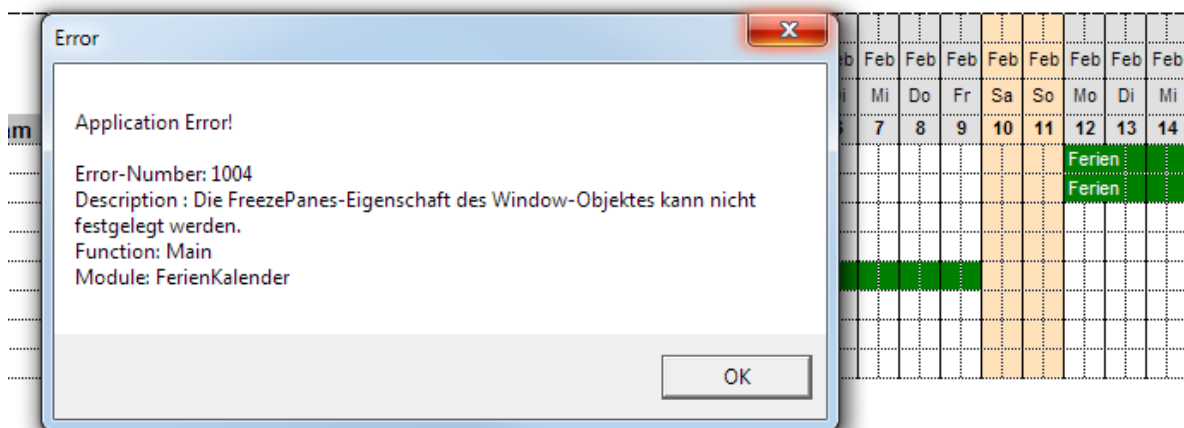 Error
Application Error!
Error-Number: 1004
Description : Die FreezePanes-Eigenschaft des Window-Objektes kann nicht
festgelegt werden.
Function: Main
Module: FerienKalender
OK
Feb Feb Feb Feb Feb Feb Feb Feb
Mi Do Fr Sa So Mo Di Mi
7 8 9 10 11 12 13 14
Ferien
Ferien